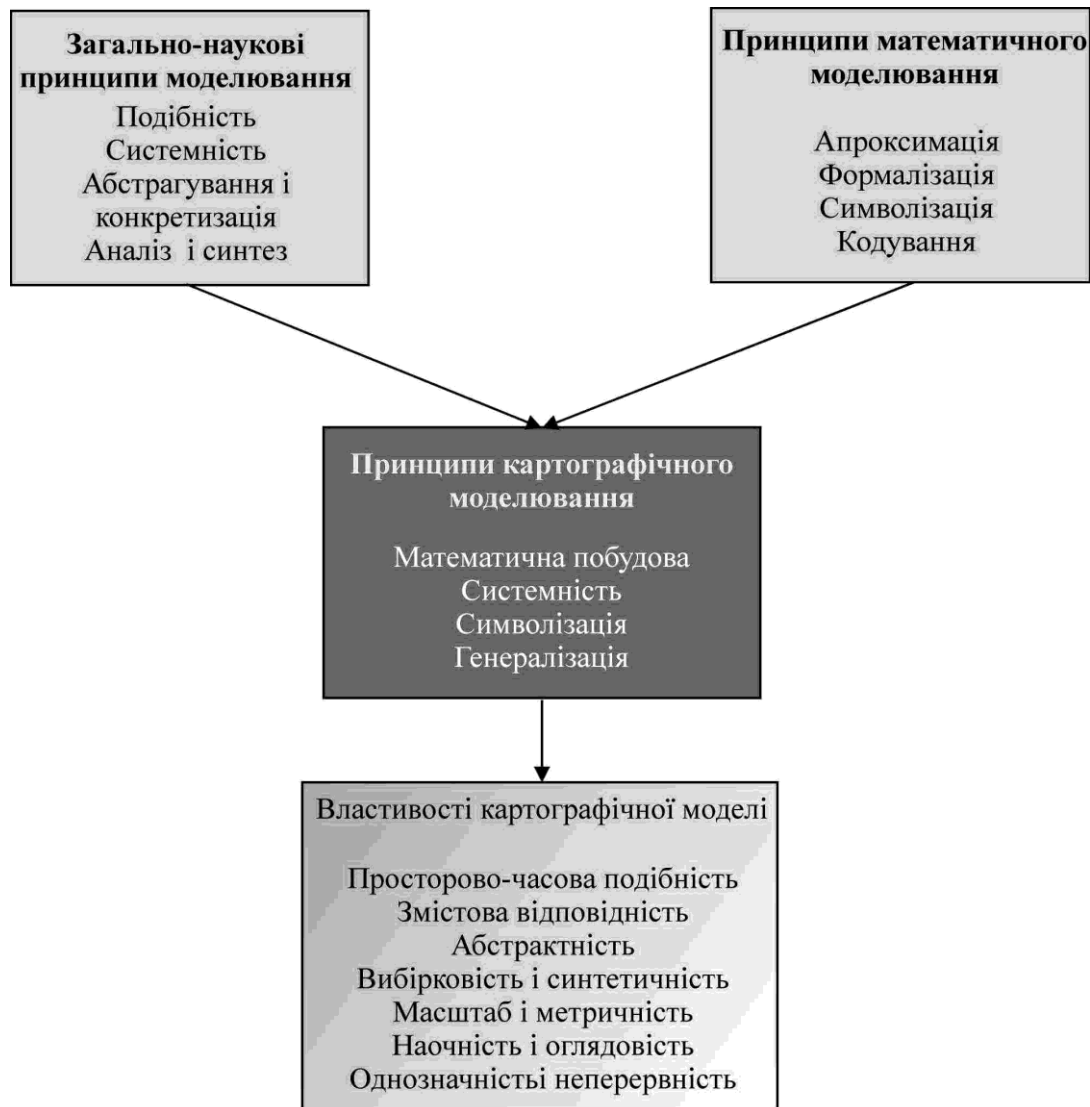 Загально-наукові
принципи моделювання
Подібність
Системність
Абстрагування і
конкретизація
Аналіз і синтез
Принципи математичного
моделювання
Апроксимація
Формалізація
Символізація
Кодування
Принципи картографічного
моделювання
Математична побудова
Системність
Символізація
Генералізація
Властивості картографічної моделі
Просторово-часова подібність
Змістова відповідність
Абстрактність
Вибірковість і синтетичність
Масштаб і метричність
Наочність і оглядовість
Однозначністьі неперервність